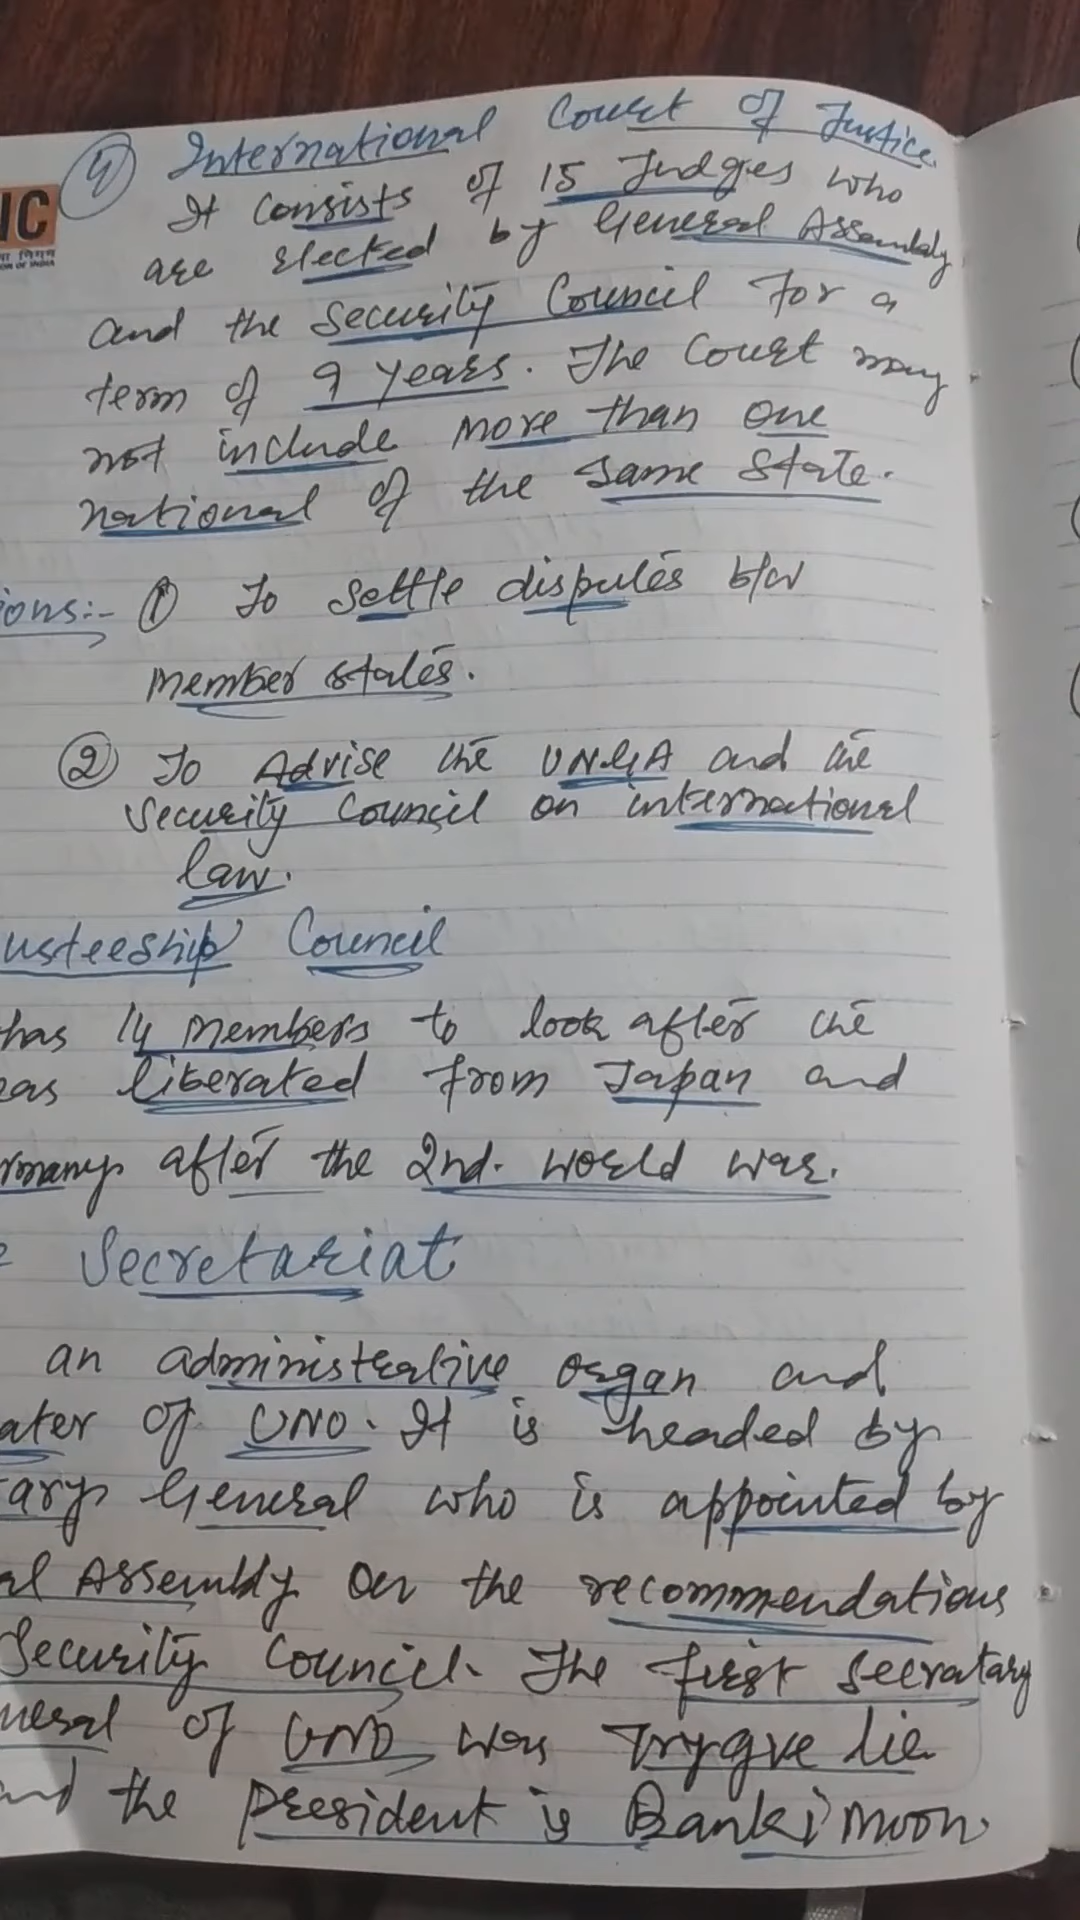 ④ International Court of Justice.
It consists of 15 Judges who
are elected by General Assembly
and the Security Council for a
term of 9 years. The Court may
not include more than one
national of the same state.
ions:- ① To settle disputes b/w
member states.
② To Advise the UNGA and the
Security Council on international
law.
usteeship Council
has 14 members to look after the
eas liberated from Japan and
rmany after the 2nd. world war.
e Secretariat
an administrative organ and
ater of UNO. It is headed by
ary General who is appointed by
al Assembly on the recommendations
Security Council. The first secratary
neral of UNO was Trygve lie
and the president is Banki moon
IC